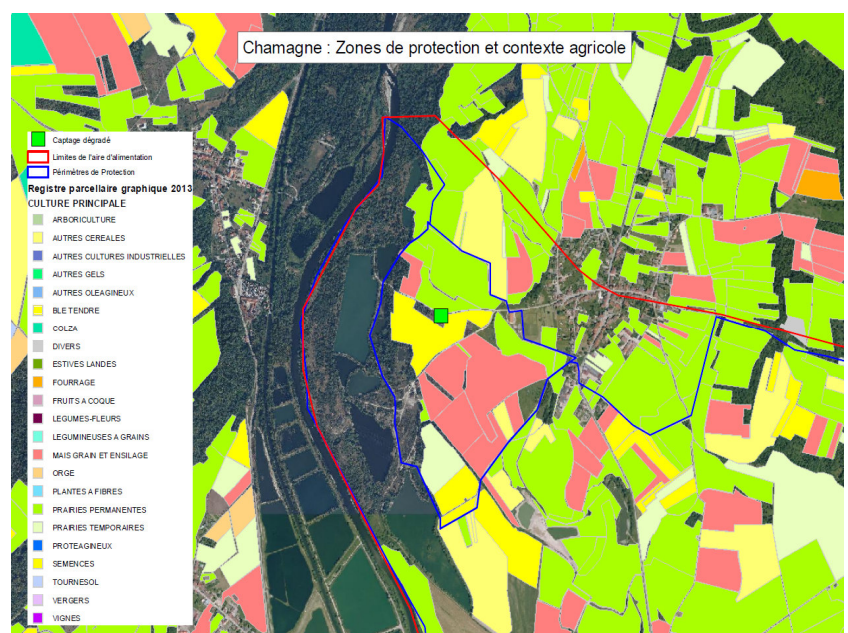 Chamagne : Zones de protection et contexte agricole
Captage dégradé
Limites de l'aire d'alimentation
Périmètres de Protection
Registre parcellaire graphique 2013
CULTURE PRINCIPALE
ARBORICULTURE
AUTRES CEREALES
AUTRES CULTURES INDUSTRIELLES
AUTRES GELS
AUTRES OLEAGINEUX
BLE TENDRE
COLZA
DIVERS
ESTIVES LANDES
FOURRAGE
FRUITS A COQUE
LEGUMES-FLEURS
LEGUMINEUSES A GRAINS
MAIS GRAIN ET ENSILAGE
ORGE
PLANTES A FIBRES
PRAIRIES PERMANENTES
PRAIRIES TEMPORAIRES
PROTEAGINEUX
SEMENCES
TOURNESOL
VERGERS
VIGNES